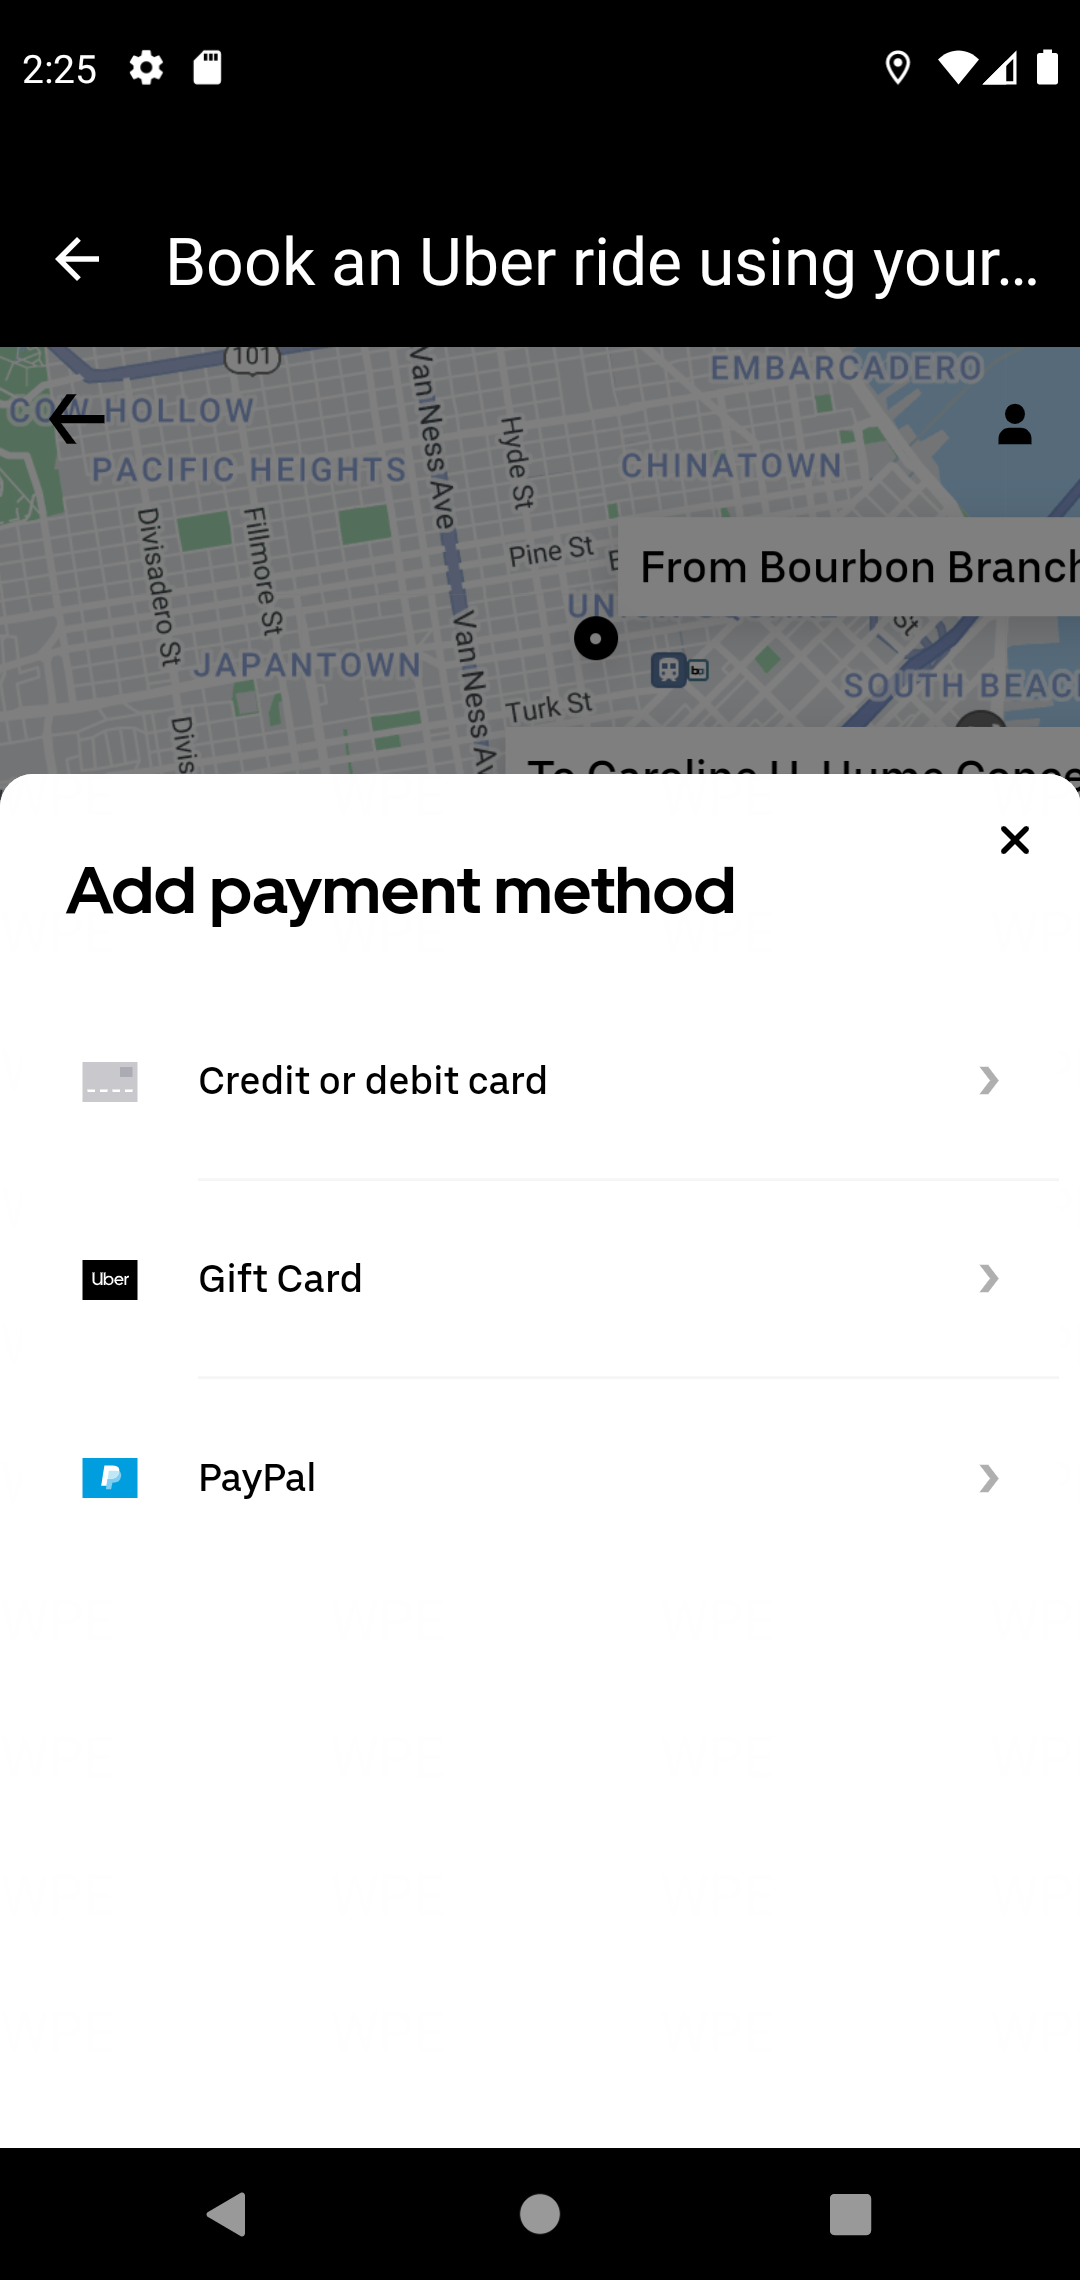 2:25
Book an Uber ride using your...
101
EMBARCADERO
COW HOLLOW
Van Ness Ave
Hyde St
PACIFIC HEIGHTS
CHINATOWN
Divisadero St
Fillmore St
Pine St
From Bourbon Branch
UN
St
JAPANTOWN
Van Ness Av
SOUTH BEAC
Turk St
Divis
To Caroline H. Hume Conce
Add payment method
Credit or debit card
Uber
Gift Card
P
PayPal